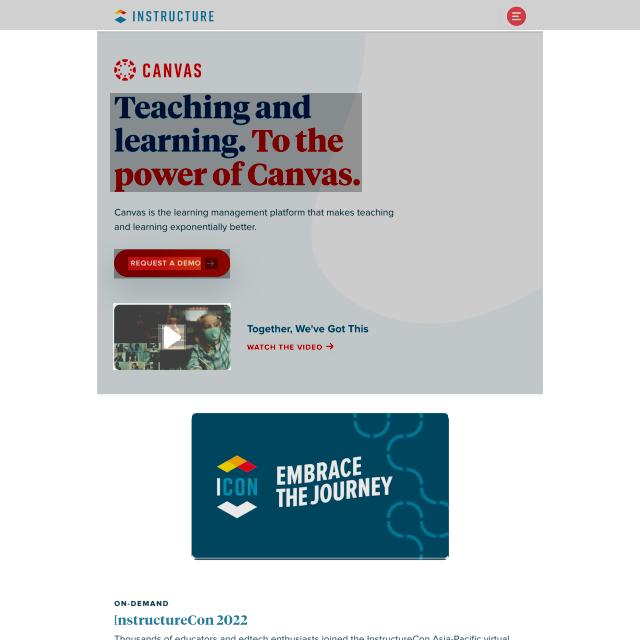 INSTRUCTURE
CANVAS
Teaching and
learning. To the
power of Canvas.
Canvas is the learning management platform that makes teaching
and learning exponentially better.
REQUEST A DEMO →
Together, We've Got This
WATCH THE VIDEO →
ICON
EMBRACE
THE JOURNEY
ON-DEMAND
InstructureCon 2022
Thousands of educators and edtech enthusiasts joined the InstructureCon Asia-Pacific virtual